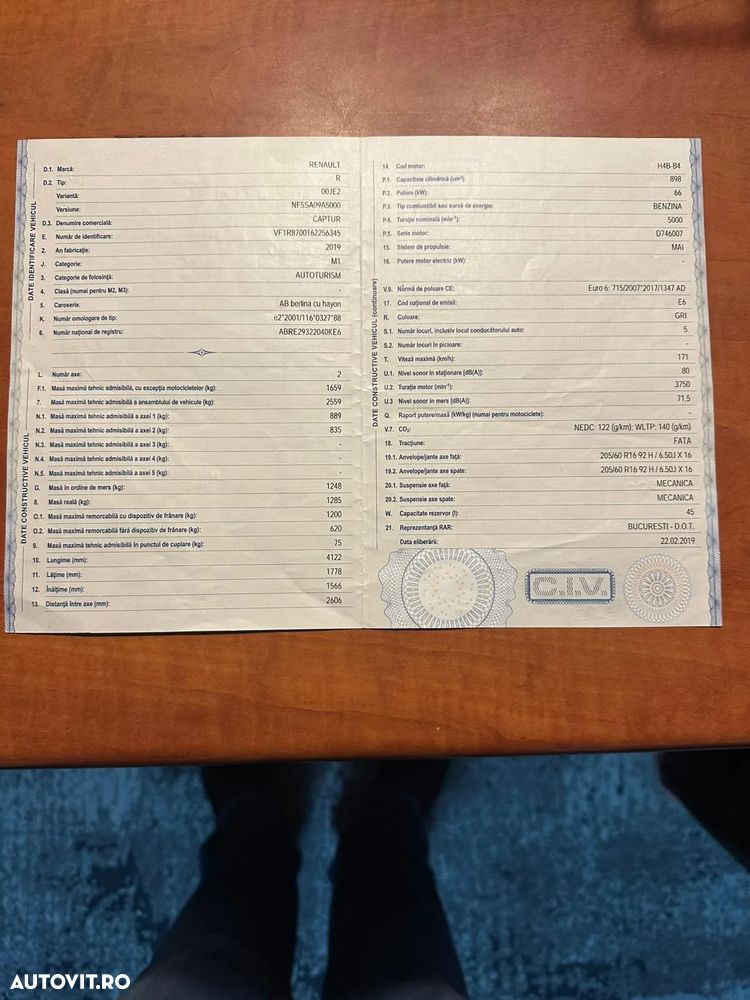 DATE IDENTIFICARE VEHICUL
D.1. Marcă: RENAULT
D.2. Tip: R
Variantă: 00JE2
Versiune: NF5SA09A5000
D.3. Denumire comercială: CAPTUR
E. Număr de identificare: VF1R8700162256345
2. An fabricaţie: 2019
J. Categorie: M1
3. Categorie de folosinţă: AUTOTURISM
4. Clasă (numai pentru M2, M3): -
5. Caroserie: AB berlina cu hayon
K. Număr omologare de tip: e2*2001/116*0327*88
6. Număr naţional de registru: ABRE29322040KE6
DATE CONSTRUCTIVE VEHICUL
L. Număr axe: 2
F.1. Masă maximă tehnic admisibilă, cu excepţia motocicletelor (kg): 1659
7. Masă maximă tehnic admisibilă a ansamblului de vehicule (kg): 2559
N.1. Masă maximă tehnic admisibilă a axei 1 (kg): 889
N.2. Masă maximă tehnic admisibilă a axei 2 (kg): 835
N.3. Masă maximă tehnic admisibilă a axei 3 (kg): -
N.4. Masă maximă tehnic admisibilă a axei 4 (kg): -
N.5. Masă maximă tehnic admisibilă a axei 5 (kg): -
G. Masă în ordine de mers (kg): 1248
8. Masă reală (kg): 1285
O.1. Masă maximă remorcabilă cu dispozitiv de frânare (kg): 1200
O.2. Masă maximă remorcabilă fără dispozitiv de frânare (kg): 620
9. Masă maximă tehnic admisibilă în punctul de cuplare (kg): 75
10. Lungime (mm): 4122
11. Lăţime (mm): 1778
12. Înălţime (mm): 1566
13. Distanţă între axe (mm): 2606
DATE CONSTRUCTIVE VEHICUL (continuare)
14. Cod motor: H4B-B4
P.1. Capacitate cilindrică (cm³): 898
P.2. Putere (kW): 66
P.3. Tip combustibil sau sursă de energie: BENZINA
P.4. Turaţie nominală (min⁻¹): 5000
P.5. Serie motor: D746007
15. Sistem de propulsie: MAI
16. Putere motor electric (kW): -
V.9. Normă de poluare CE: Euro 6: 715/2007*2017/1347 AD
17. Cod naţional de emisii: E6
R. Culoare: GRI
S.1. Număr locuri, inclusiv locul conducătorului auto: 5
S.2. Număr locuri în picioare: -
T. Viteză maximă (km/h): 171
U.1. Nivel sonor în staţionare [dB(A)]: 80
U.2. Turaţie motor (min⁻¹): 3750
U.3 Nivel sonor în mers [dB(A)]: 71,5
Q. Raport putere/masă (kW/kg) (numai pentru motociclete): -
V.7. CO₂: NEDC: 122 (g/km); WLTP: 140 (g/km)
18. Tracţiune: FATA
19.1. Anvelope/jante axe faţă: 205/60 R16 92 H / 6.50J X 16
19.2. Anvelope/jante axe spate: 205/60 R16 92 H / 6.50J X 16
20.1. Suspensie axe faţă: MECANICA
20.2. Suspensie axe spate: MECANICA
W. Capacitate rezervor (l): 45
21. Reprezentanţă RAR: BUCURESTI - D.O.T.
Data eliberării: 22.02.2019
C.I.V.
AUTOVIT.RO